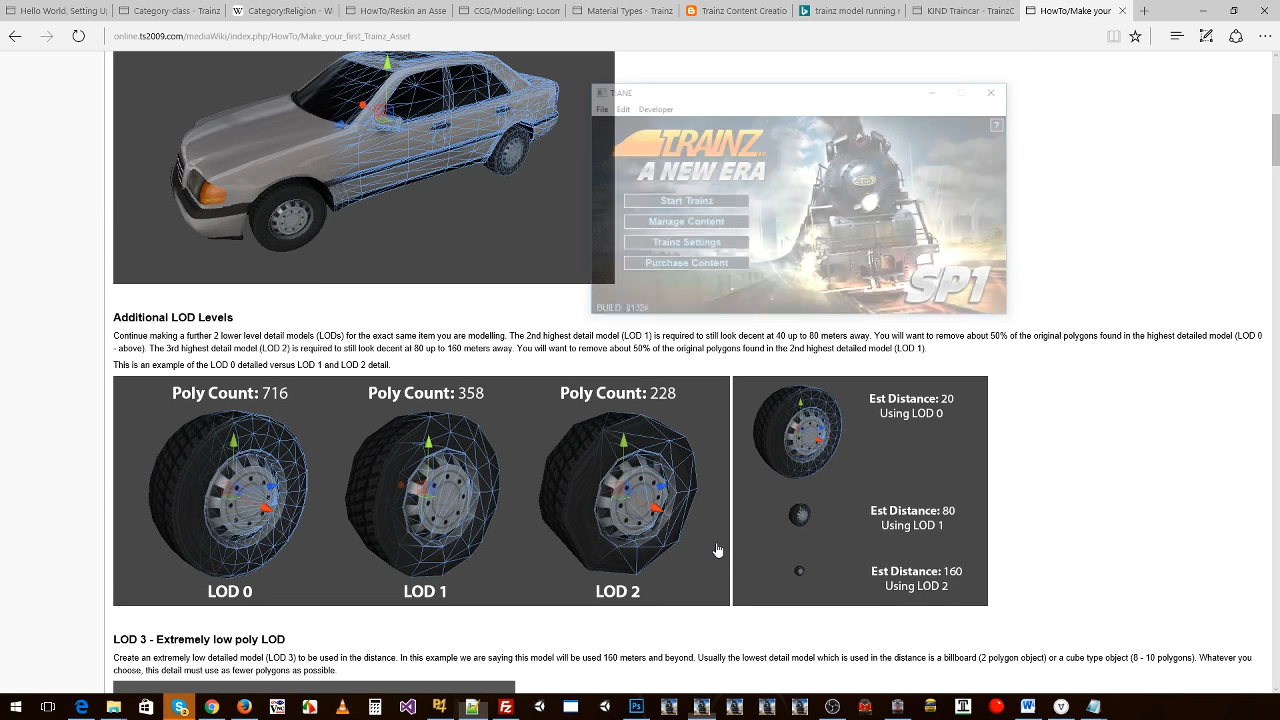 Hello World, Setting Up
Category-class - Trainz
Category:Religion - W
HowTo/Reskin an Asse
CCG/Modelling: Locom
Material Types - Trainz
Trainz Content Creatio
trainz model running n
KIND Traincar - TrainzO
HowTo/Make your
online.ts2009.com/mediaWiki/index.php/HowTo/Make_your_first_Trainz_Asset
T:ANE
File Edit Developer
?
TRAINZ
A NEW ERA
Start Trainz
Manage Content
Trainz Settings
Purchase Content
SP1
Additional LOD Levels
Continue making a further 2 lower level detail models (LODs) for the exact same item you are modelling. The 2nd highest detail model (LOD 1) is required to still look decent at 40 up to 80 meters away. You will want to remove about 50% of the original polygons found in the highest detailed model (LOD 0
- above). The 3rd highest detail model (LOD 2) is required to still look decent at 80 up to 160 meters away. You will want to remove about 50% of the original polygons found in the 2nd highest detailed model (LOD 1).
This is an example of the LOD 0 detailed versus LOD 1 and LOD 2 detail.
Poly Count: 716
Poly Count: 358
Poly Count: 228
LOD 0
LOD 1
LOD 2
Est Distance: 20
Using LOD 0
Est Distance: 80
Using LOD 1
Est Distance: 160
Using LOD 2
LOD 3 - Extremely low poly LOD
Create an extremely low detailed model (LOD 3) to be used in the distance. In this example we are saying this model will be used 160 meters and beyond. Usually the lowest detail model which is used in the distance is a billboard (2 polygon object) or a cube type object (8 - 10 polygons). Whatever you
choose, this detail must use as fewer polygons as possible.